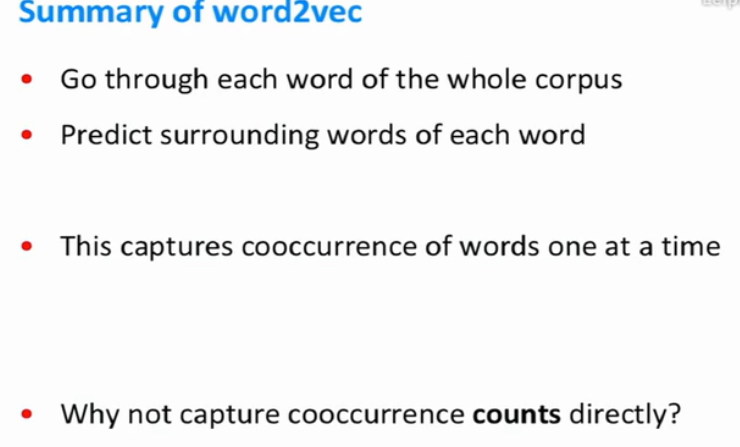 Summary of word2vec
• Go through each word of the whole corpus
• Predict surrounding words of each word
• This captures cooccurrence of words one at a time
• Why not capture cooccurrence counts directly?